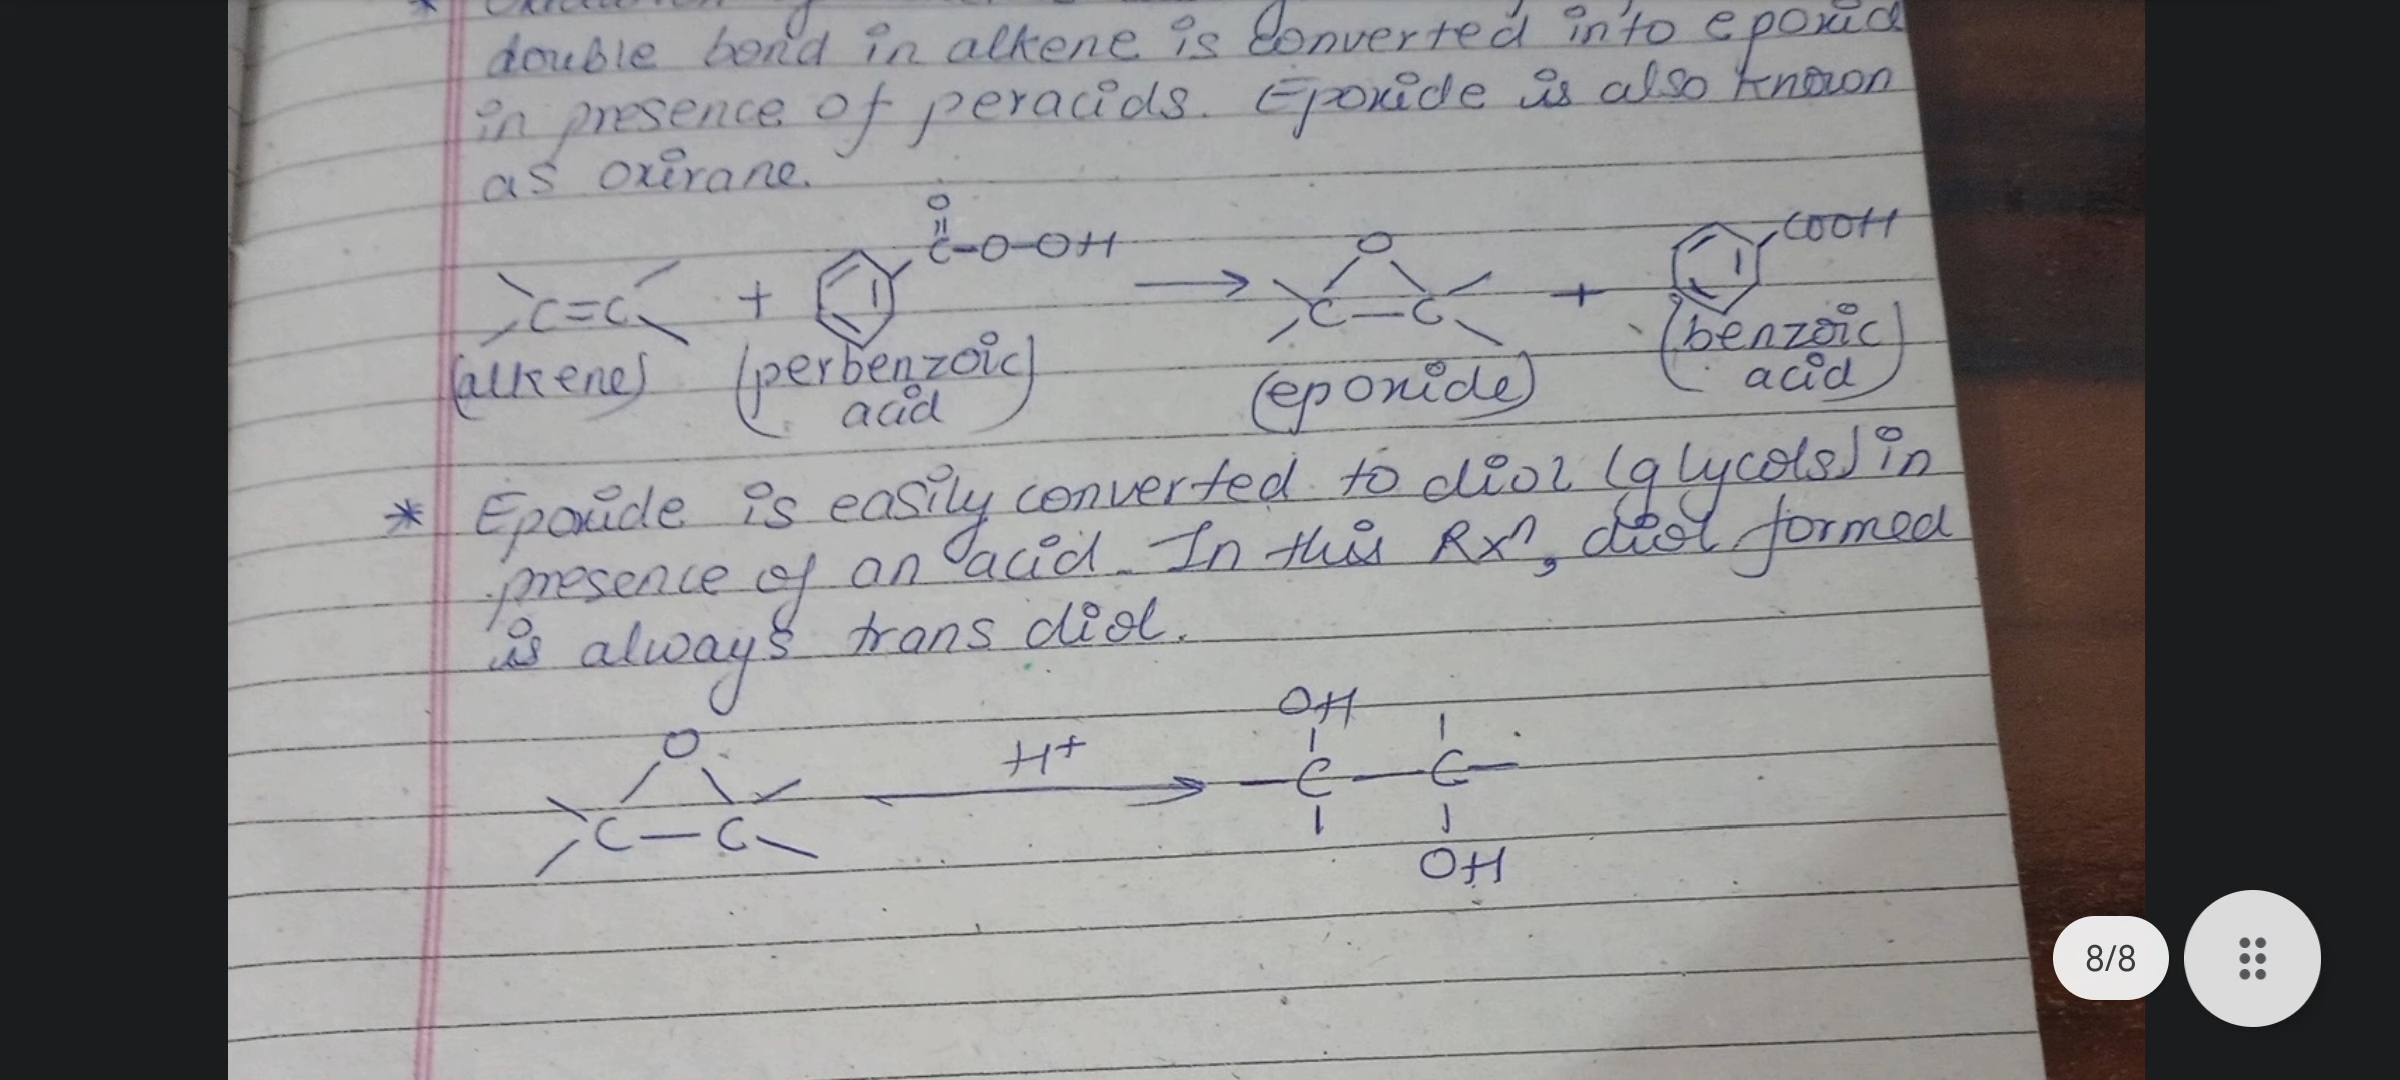 double bond in alkene is converted into epoxid
in presence of peracids. Epoxide is also known
as oxirane.
O
||
C-O-OH
O
COOH
C=C + → C-C +
(alkene) (perbenzoic acid) (epoxide) (benzoic acid)
* Epoxide is easily converted to diol (glycols) in
presence of an acid. In this Rxⁿ, diol formed
is always trans diol.
OH
O H+
C-C → -C-C-
OH
8/8